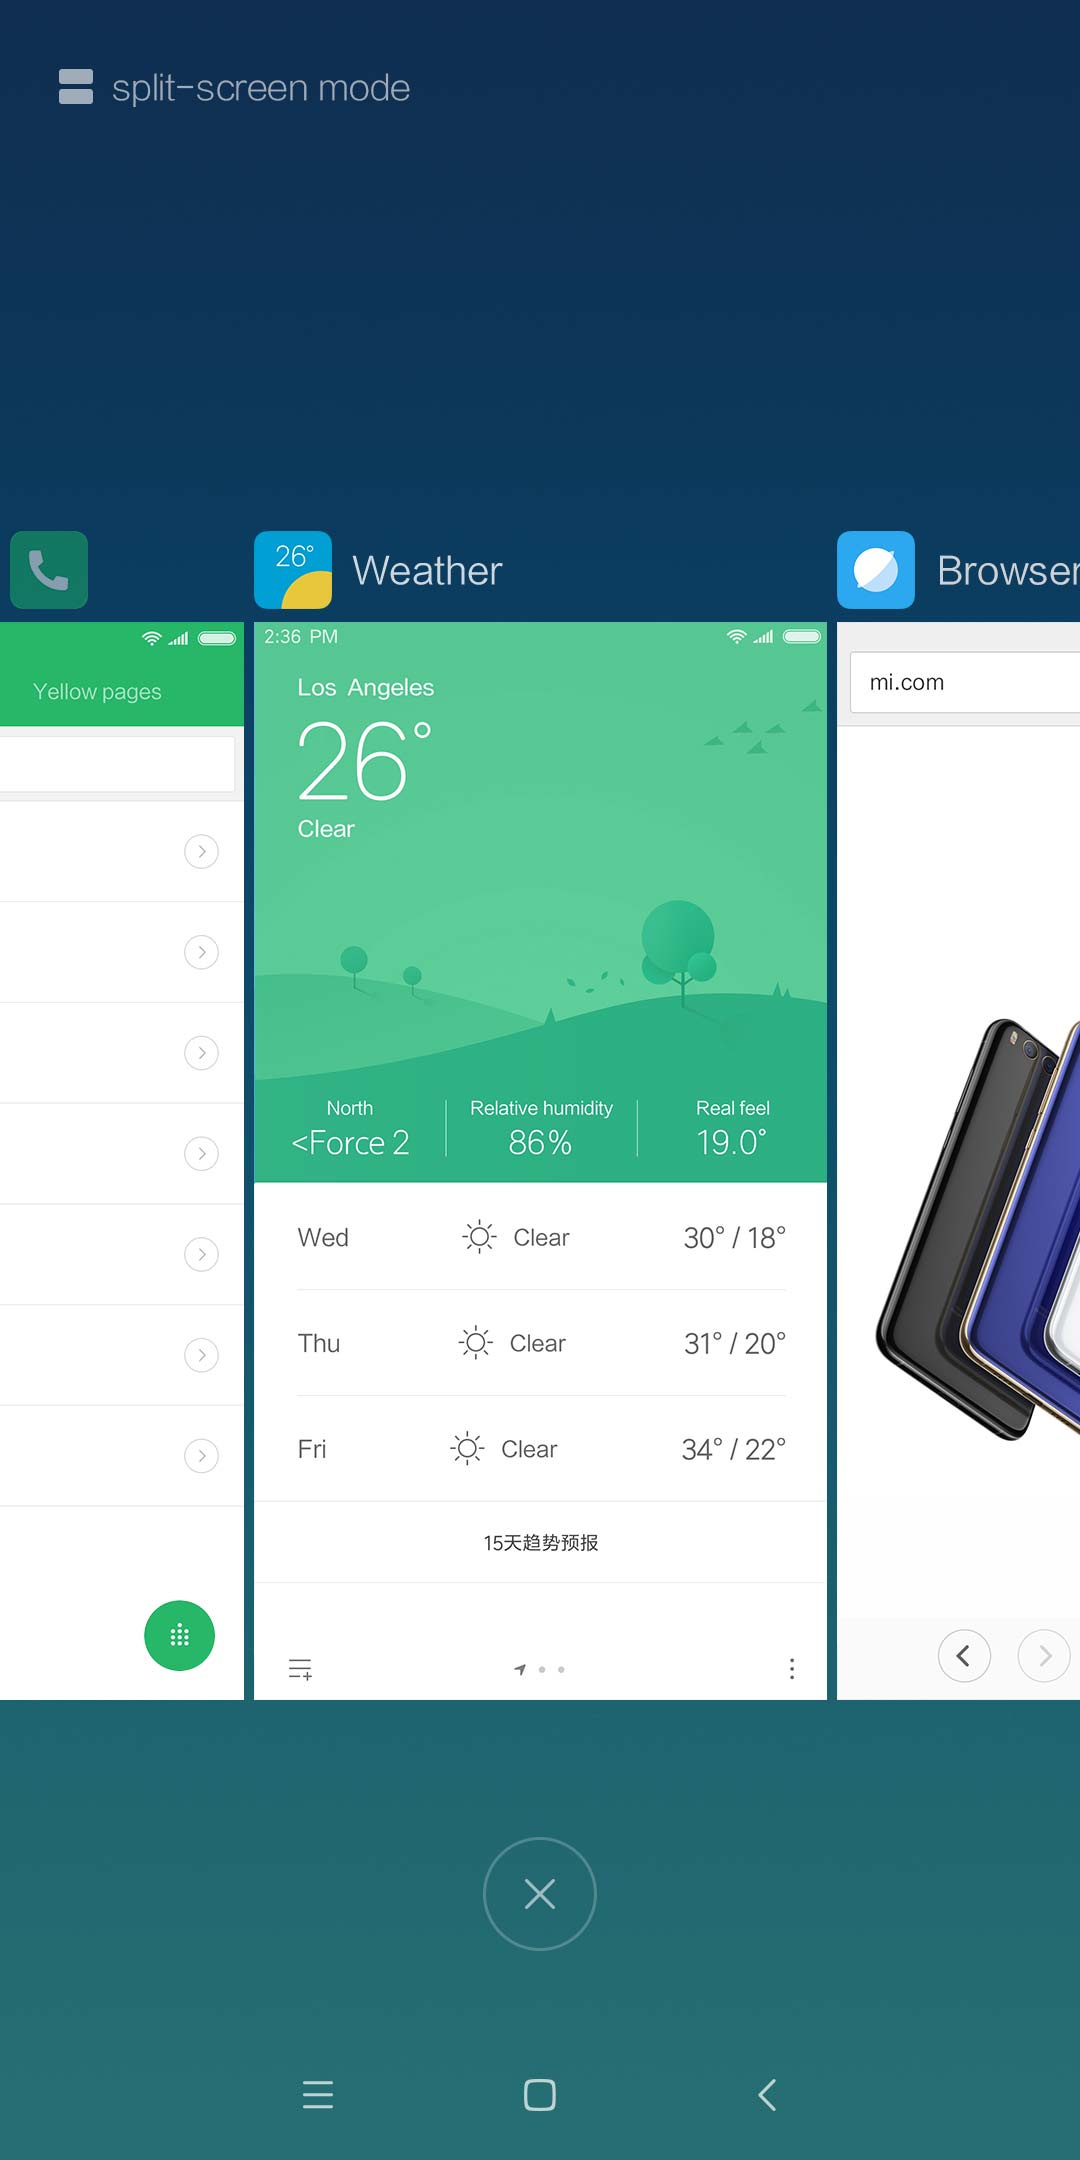 split-screen mode
26°
Weather
Browser
Yellow pages
2:36 PM
Los Angeles
26°
Clear
North
<Force 2
Relative humidity
86%
Real feel
19.0°
Wed
Clear
30° / 18°
Thu
Clear
31° / 20°
Fri
Clear
34° / 22°
15天趋势预报
mi.com